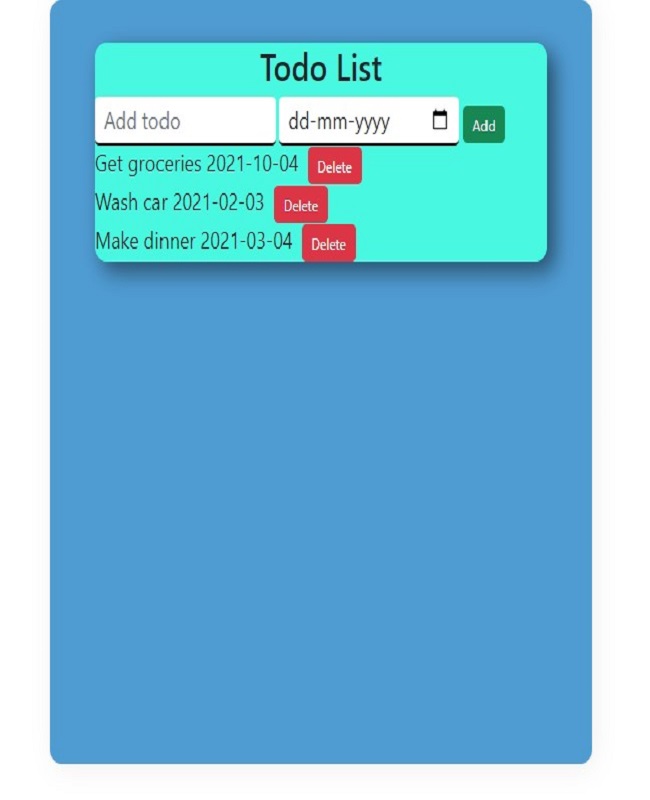 Todo List
Add todo dd-mm-yyyy Add
Get groceries 2021-10-04 Delete
Wash car 2021-02-03 Delete
Make dinner 2021-03-04 Delete